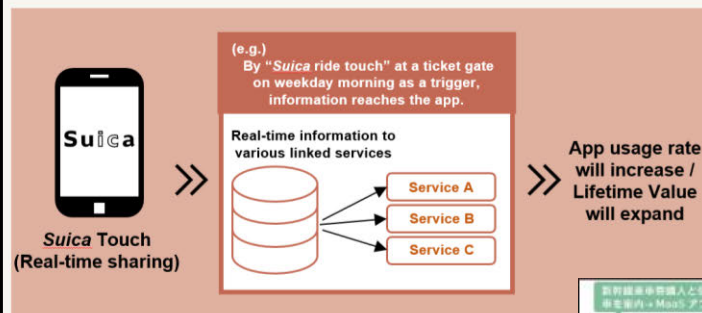 Suica
Suica Touch
(Real-time sharing)
(e.g.)
By “Suica ride touch” at a ticket gate
on weekday morning as a trigger,
information reaches the app.
Real-time information to
various linked services
Service A
Service B
Service C
App usage rate
will increase /
Lifetime Value
will expand